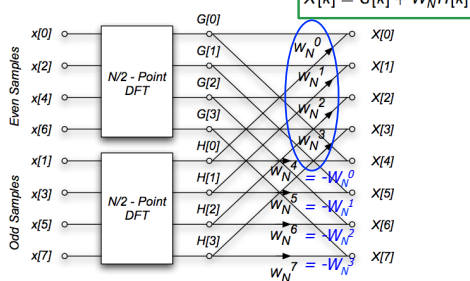 X[k] = G[k] + W_N H[k]
Even Samples
x[0]
x[2]
x[4]
x[6]
N/2 - Point
DFT
G[0]
G[1]
G[2]
G[3]
Odd Samples
x[1]
x[3]
x[5]
x[7]
N/2 - Point
DFT
H[0]
H[1]
H[2]
H[3]
W_N^0
W_N^1
W_N^2
W_N^3
W_N^4 = -W_N^0
W_N^5 = -W_N^1
W_N^6 = -W_N^2
W_N^7 = -W_N^3
X[0]
X[1]
X[2]
X[3]
X[4]
X[5]
X[6]
X[7]